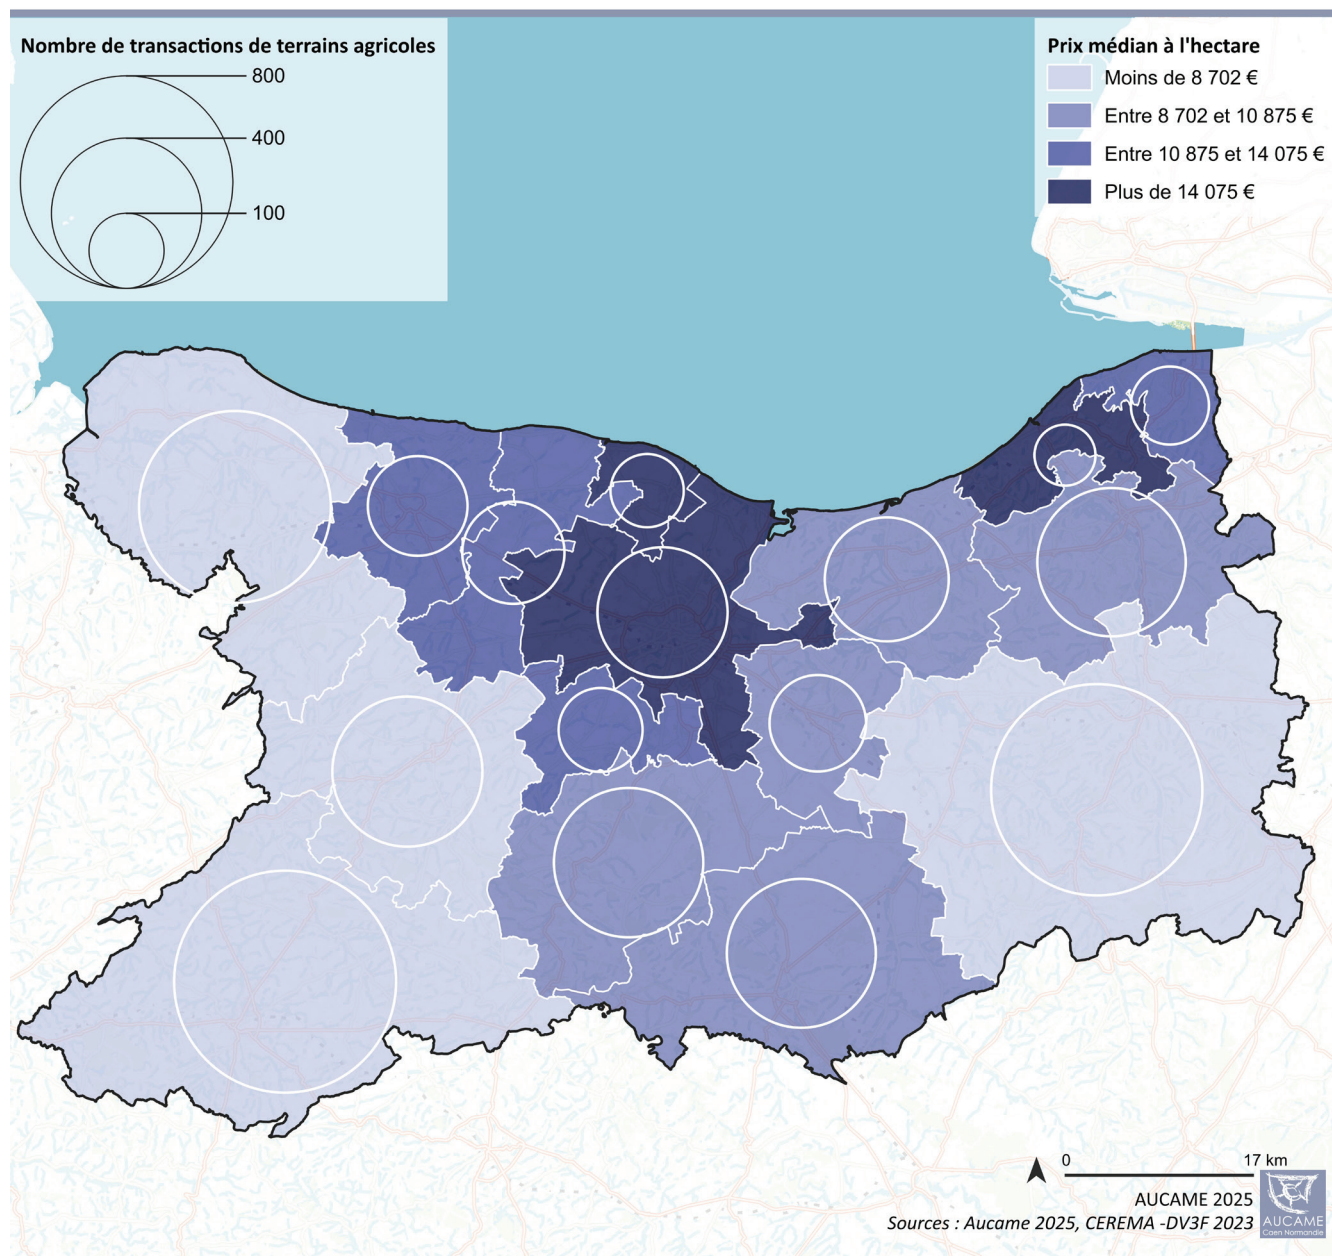 Nombre de transactions de terrains agricoles
800
400
100
Prix médian à l'hectare
Moins de 8 702 €
Entre 8 702 et 10 875 €
Entre 10 875 et 14 075 €
Plus de 14 075 €
0 17 km
AUCAME 2025
Sources : Aucame 2025, CEREMA -DV3F 2023
AUCAME
Caen Normandie